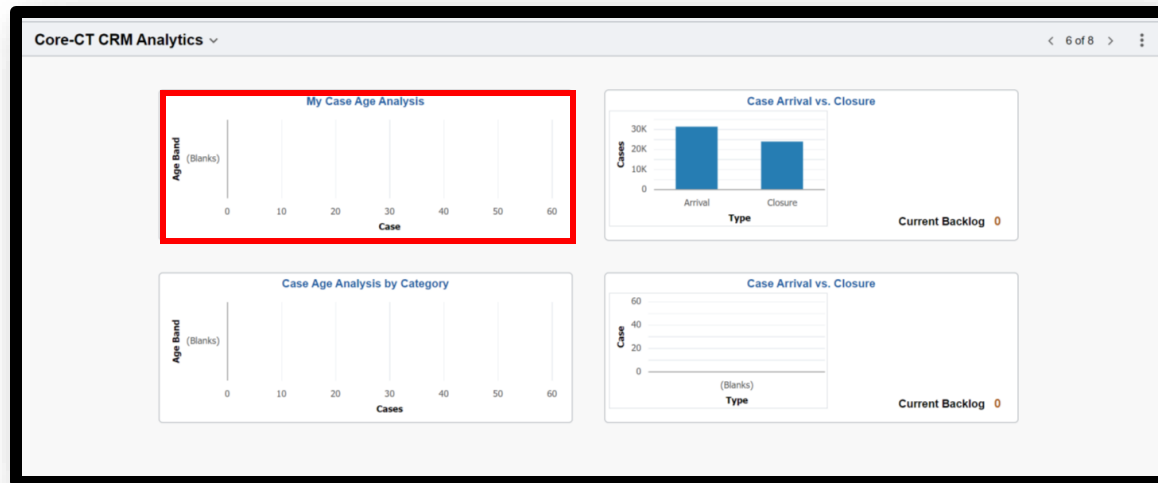 Core-CT CRM Analytics
6 of 8
My Case Age Analysis
Age Band
(Blanks)
0 10 20 30 40 50 60
Case
Case Arrival vs. Closure
Cases
30K
20K
10K
0
Arrival Closure
Type
Current Backlog 0
Case Age Analysis by Category
Age Band
(Blanks)
0 10 20 30 40 50 60
Cases
Case Arrival vs. Closure
Case
60
40
20
0
(Blanks)
Type
Current Backlog 0